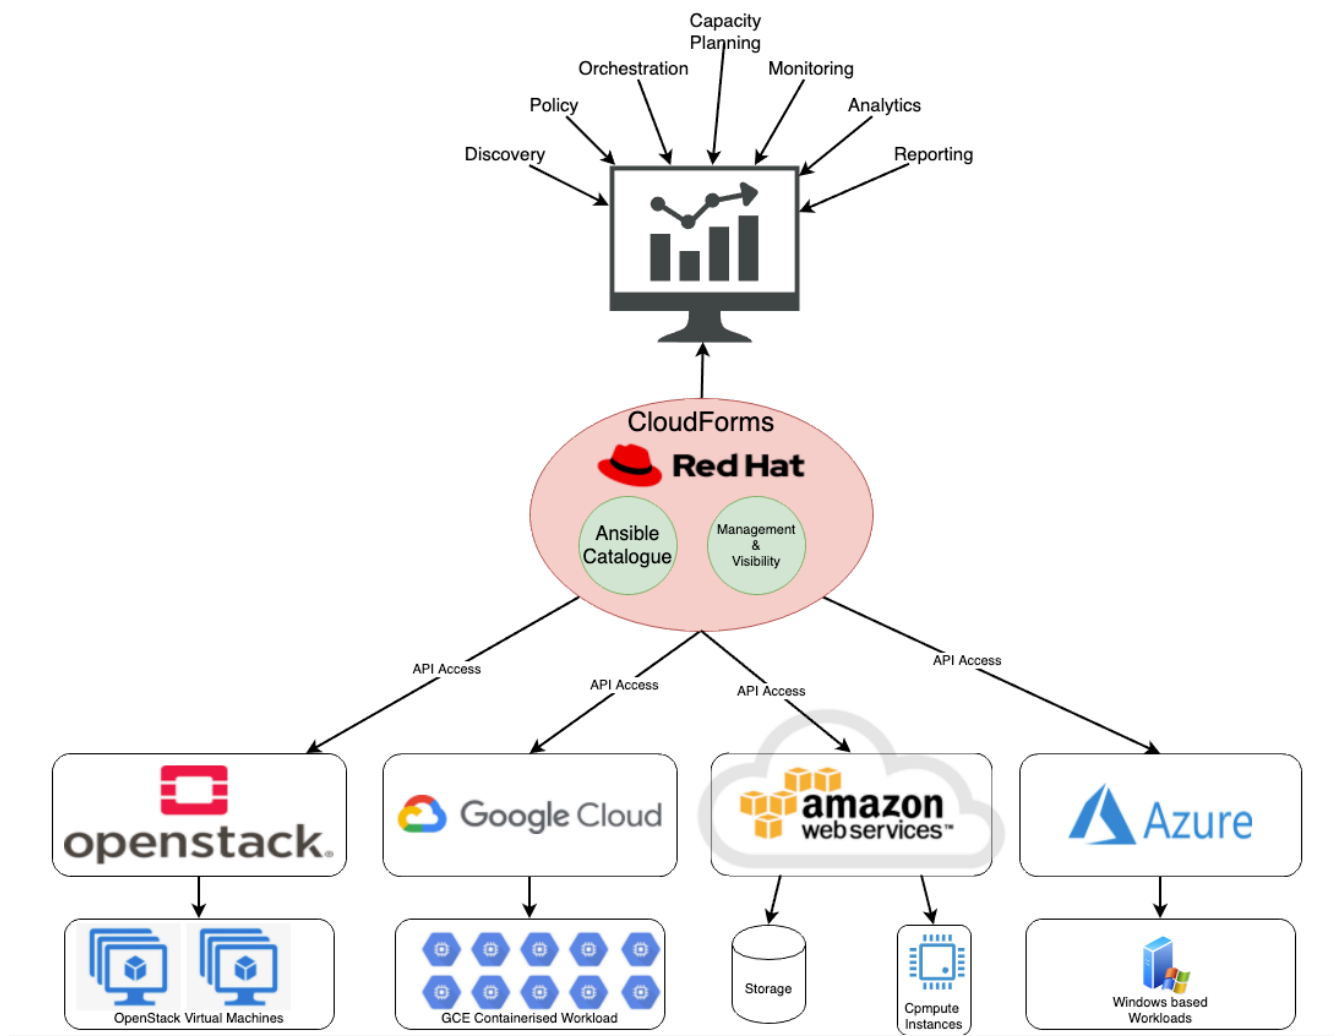 Capacity
Planning
Orchestration
Monitoring
Policy
Analytics
Discovery
Reporting
CloudForms
Red Hat
Ansible
Catalogue
Management
&
Visibility
API Access
API Access
API Access
API Access
openstack®
Google Cloud
amazon
web services™
Azure
OpenStack Virtual Machines
GCE Containerised Workload
Storage
Cpmpute
Instances
Windows based
Workloads